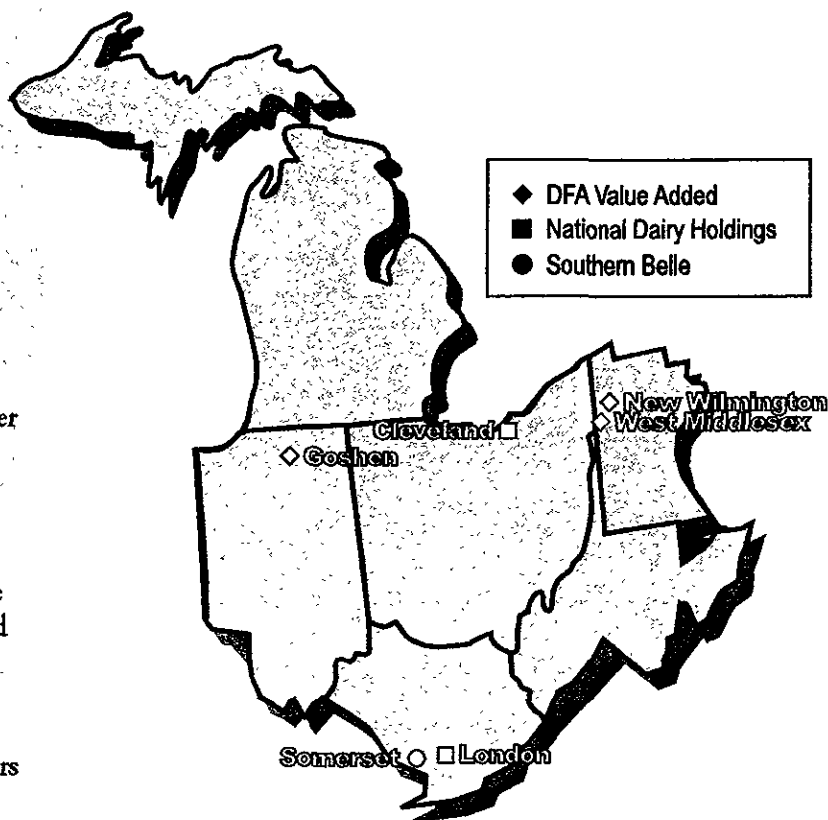 DFA Value Added
National Dairy Holdings
Southern Belle
New Wilmington
West Middlesex
Cleveland
Goshen
Somerset
London